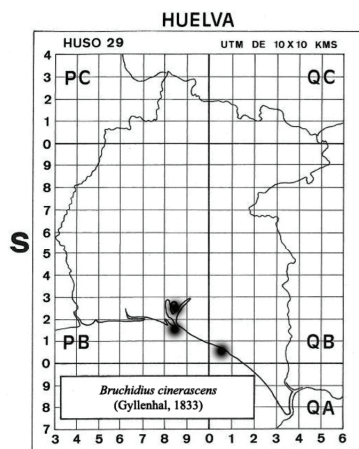 HUELVA
HUSO 29 UTM DE 10 X 10 KMS
PC QC
4
3
2
1
0
9
8
7
6
5
4
3
2
1
0
9
8
7
S
PB QB
QA
Bruchidius cinerascens
(Gyllenhal, 1833)
3 4 5 6 7 8 9 0 1 2 3 4 5 6